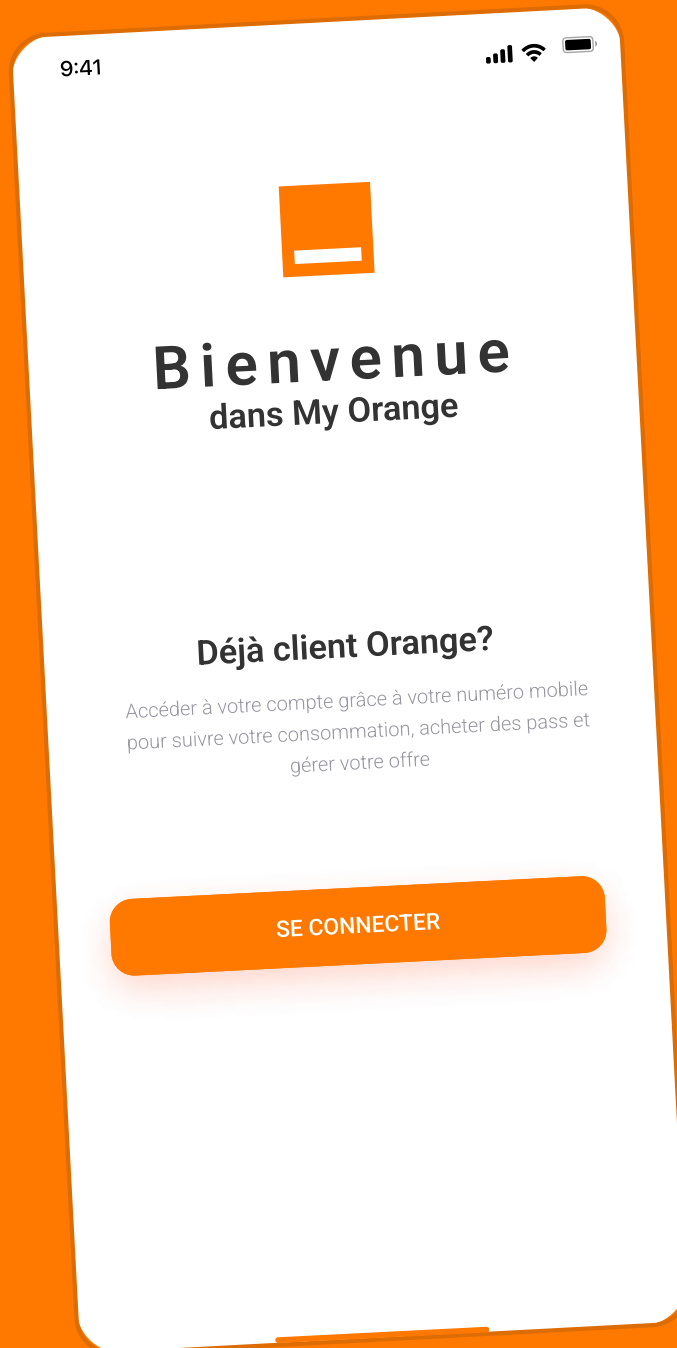 9:41
Bienvenue
dans My Orange
Déjà client Orange?
Accéder à votre compte grâce à votre numéro mobile
pour suivre votre consommation, acheter des pass et
gérer votre offre
SE CONNECTER